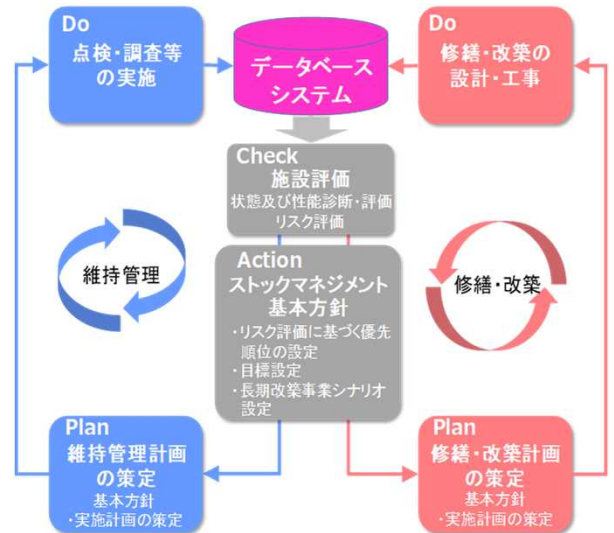 Do
点検・調査等
の実施
データベース
システム
Do
修繕・改築の
設計・工事
Check
施設評価
状態及び性能診断・評価
リスク評価
維持管理
Action
ストックマネジメント
基本方針
・リスク評価に基づく優先
順位の設定
・目標設定
・長期改築事業シナリオ
設定
修繕・改築
Plan
維持管理計画
の策定
基本方針
・実施計画の策定
Plan
修繕・改築計画
の策定
基本方針
・実施計画の策定